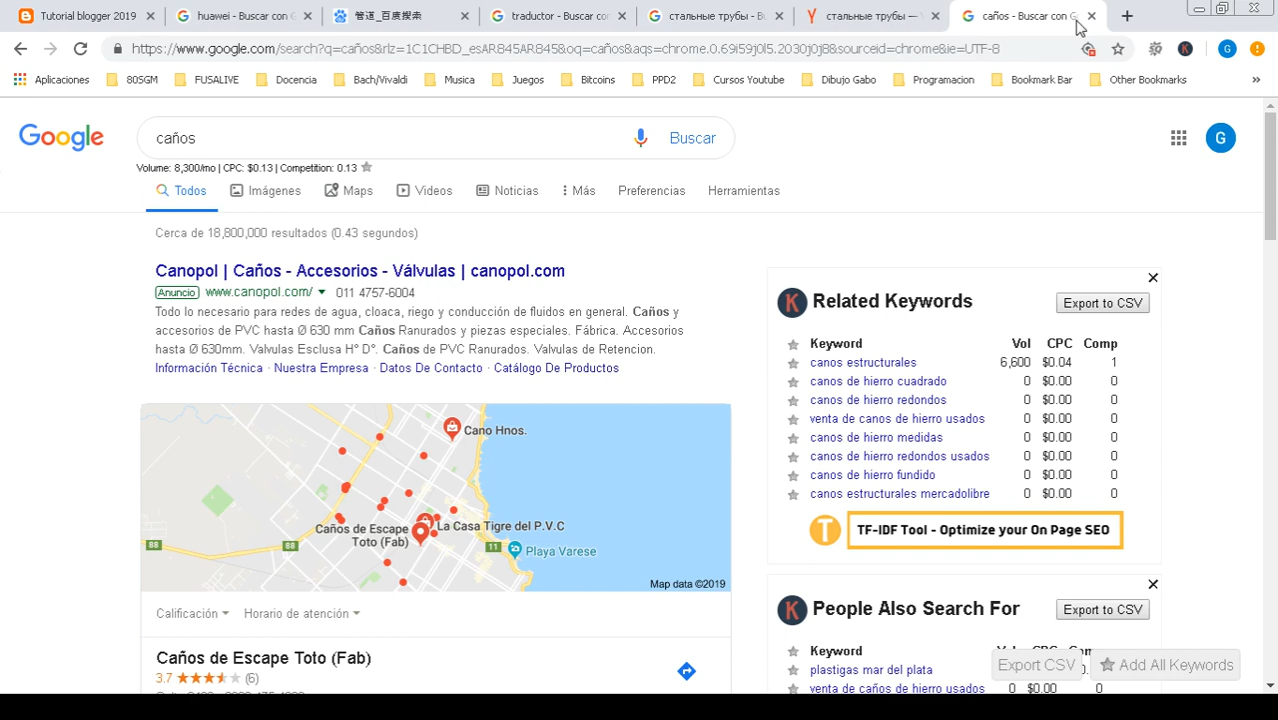 Tutorial blogger 2019
huawei - Buscar con G
管道_百度搜索
traductor - Buscar con
стальные трубы - Bu
стальные трубы —
caños - Buscar con G
https://www.google.com/search?q=caños&rlz=1C1CHBD_esAR845AR845&oq=caños&aqs=chrome.0.69i59j0l5.2030j0j8&sourceid=chrome&ie=UTF-8
Aplicaciones
80SGM
FUSALIVE
Docencia
Bach/Vivaldi
Musica
Juegos
Bitcoins
PPD2
Cursos Youtube
Dibujo Gabo
Programacion
Bookmark Bar
Other Bookmarks
Google
caños
Buscar
G
Volume: 8,300/mo | CPC: $0.13 | Competition: 0.13
Todos
Imágenes
Maps
Videos
Noticias
Más
Preferencias
Herramientas
Cerca de 18,800,000 resultados (0.43 segundos)
Canopol | Caños - Accesorios - Válvulas | canopol.com
Anuncio www.canopol.com/ 011 4757-6004
Todo lo necesario para redes de agua, cloaca, riego y conducción de fluidos en general. Caños y
accesorios de PVC hasta Ø 630 mm Caños Ranurados y piezas especiales. Fábrica. Accesorios
hasta Ø 630mm. Valvulas Esclusa H° D°. Caños de PVC Ranurados. Valvulas de Retencion.
Información Técnica · Nuestra Empresa · Datos De Contacto · Catálogo De Productos
Cano Hnos.
Caños de Escape
Toto (Fab)
La Casa Tigre del P.V.C
Playa Varese
88
88
11
Map data ©2019
Calificación
Horario de atención
Caños de Escape Toto (Fab)
3.7 (6)
Related Keywords
Export to CSV
Keyword Vol CPC Comp
canos estructurales 6,600 $0.04 1
canos de hierro cuadrado 0 $0.00 0
canos de hierro redondos 0 $0.00 0
venta de canos de hierro usados 0 $0.00 0
canos de hierro medidas 0 $0.00 0
canos de hierro redondos usados 0 $0.00 0
canos de hierro fundido 0 $0.00 0
canos estructurales mercadolibre 0 $0.00 0
T
TF-IDF Tool - Optimize your On Page SEO
People Also Search For
Export to CSV
Keyword
plastigas mar del plata
venta de caños de hierro usados 0 $0.00 0
Export CSV
Add All Keywords